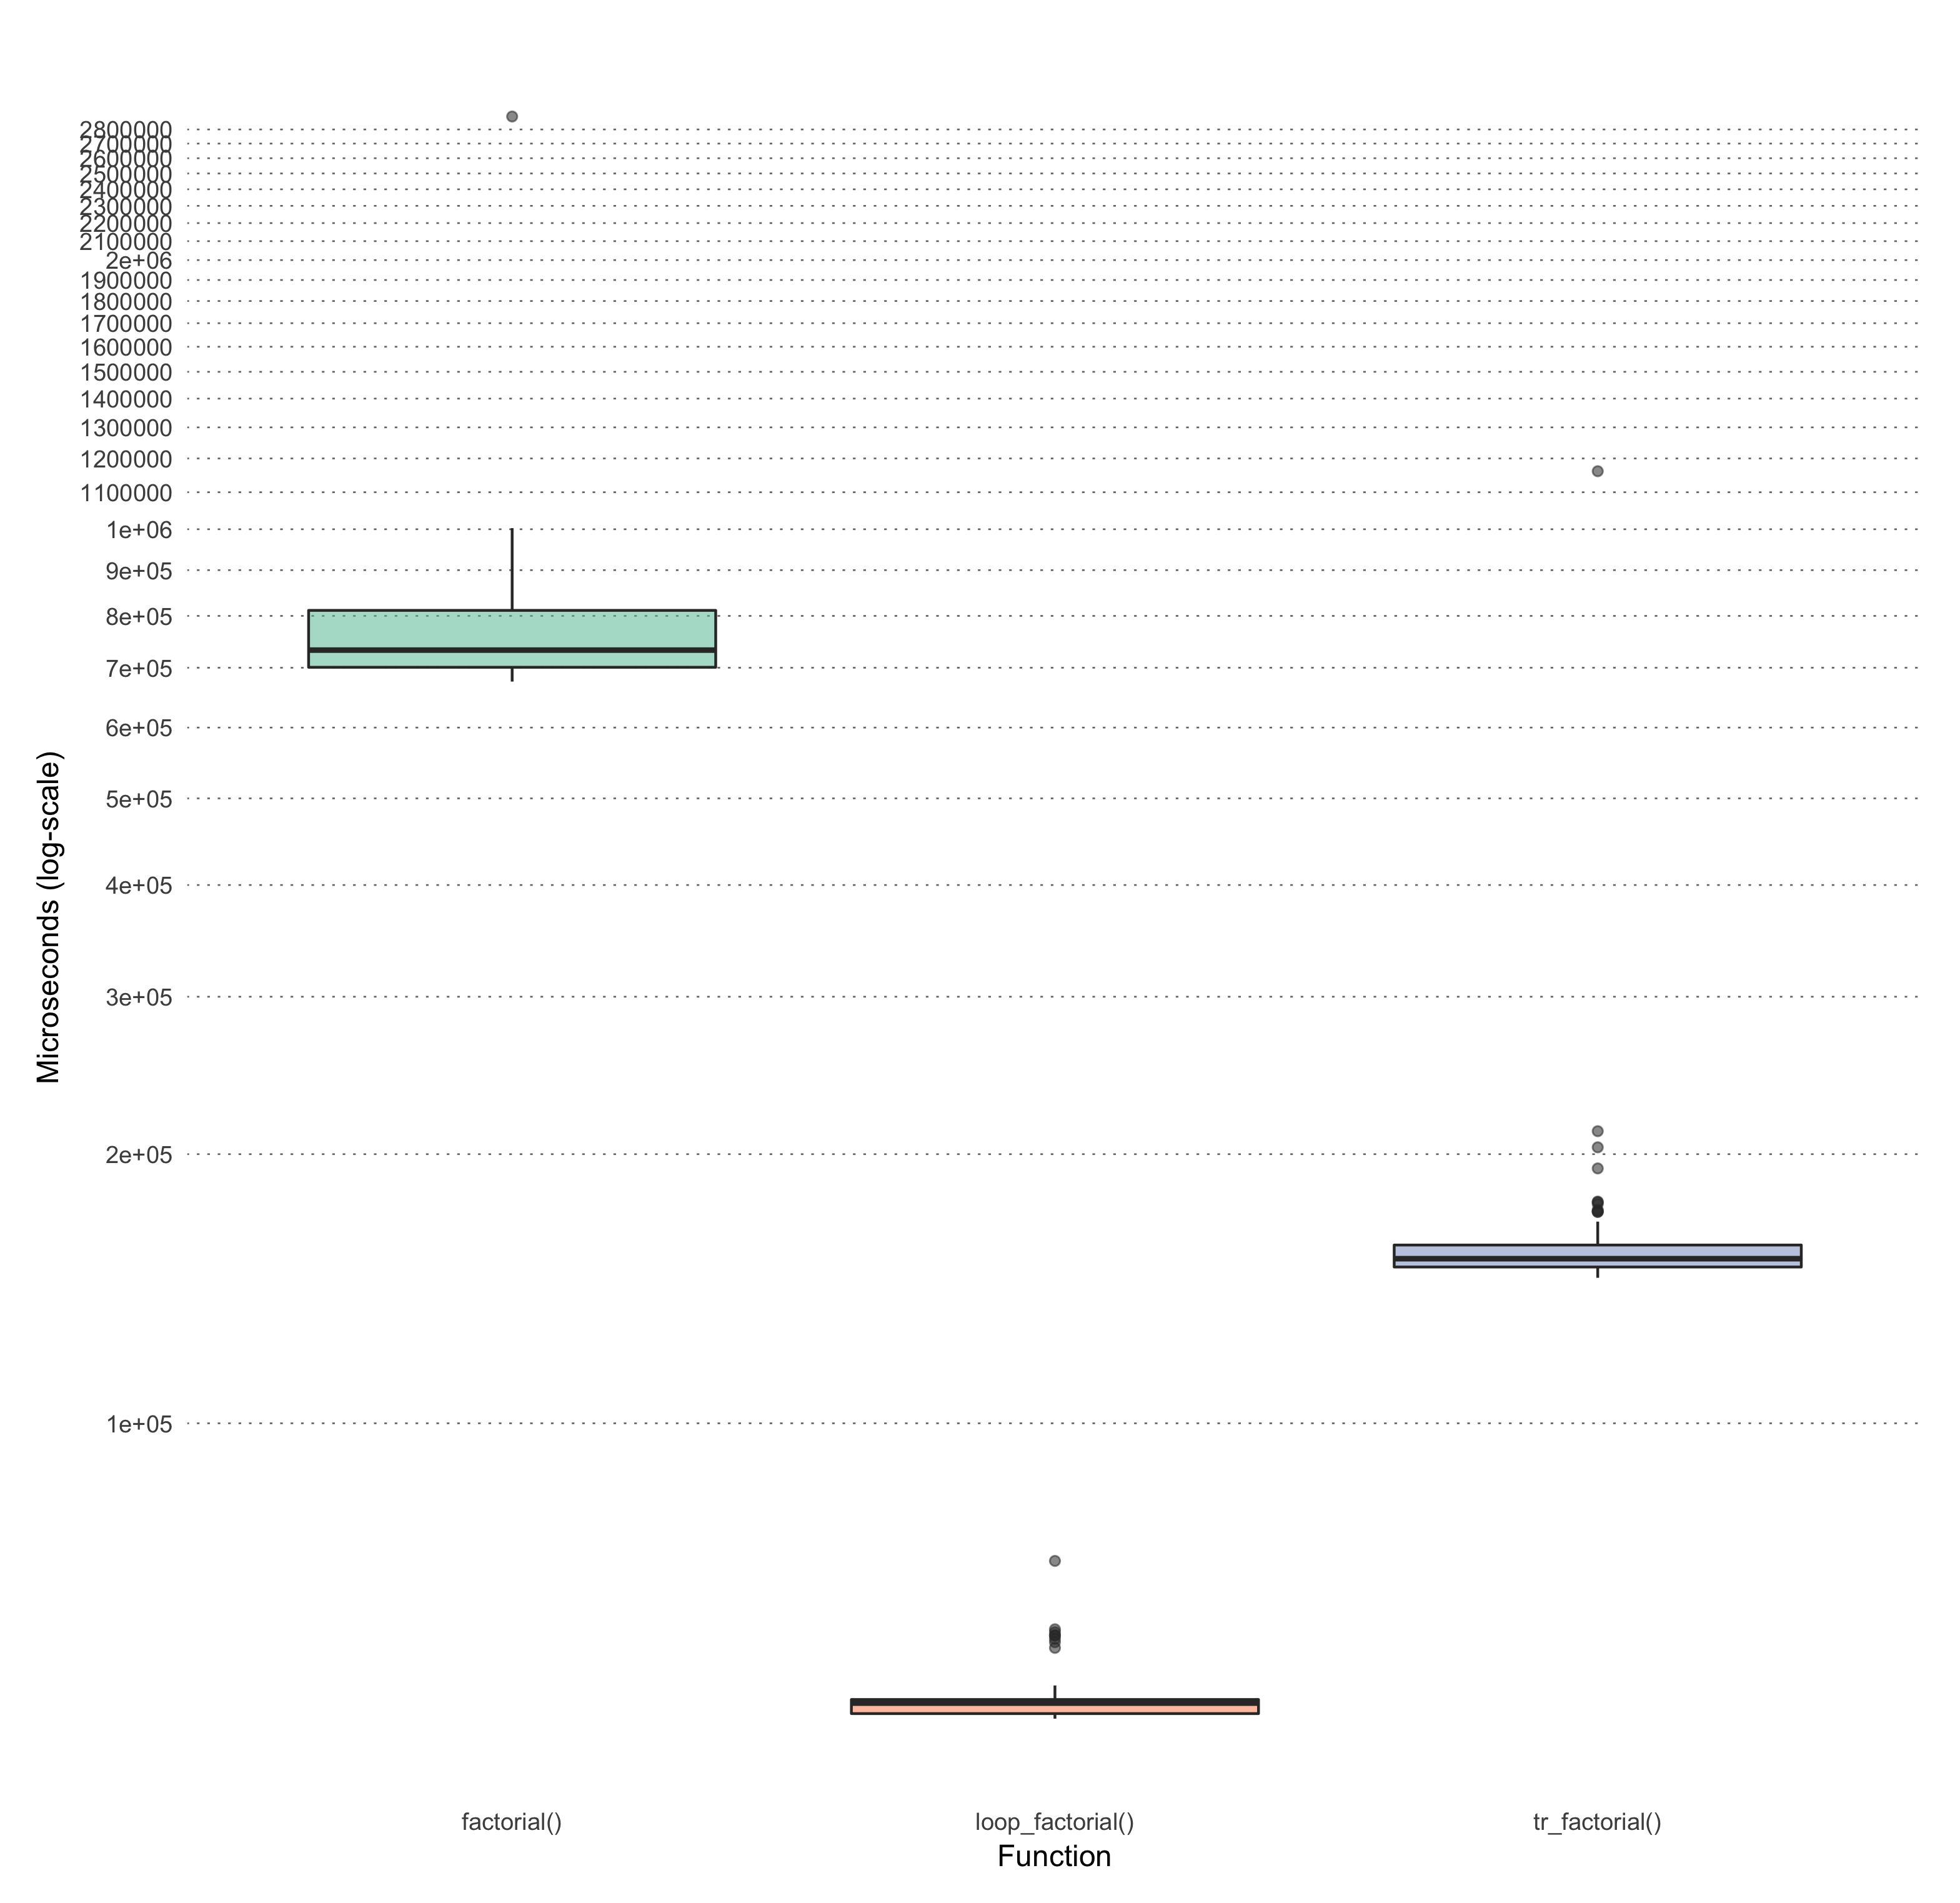 2800000
2700000
2600000
2500000
2400000
2300000
2200000
2100000
2e+06
1900000
1800000
1700000
1600000
1500000
1400000
1300000
1200000
1100000
1e+06
9e+05
8e+05
7e+05
6e+05
5e+05
4e+05
3e+05
2e+05
1e+05
Microseconds (log-scale)
factorial() loop_factorial() tr_factorial()
Function